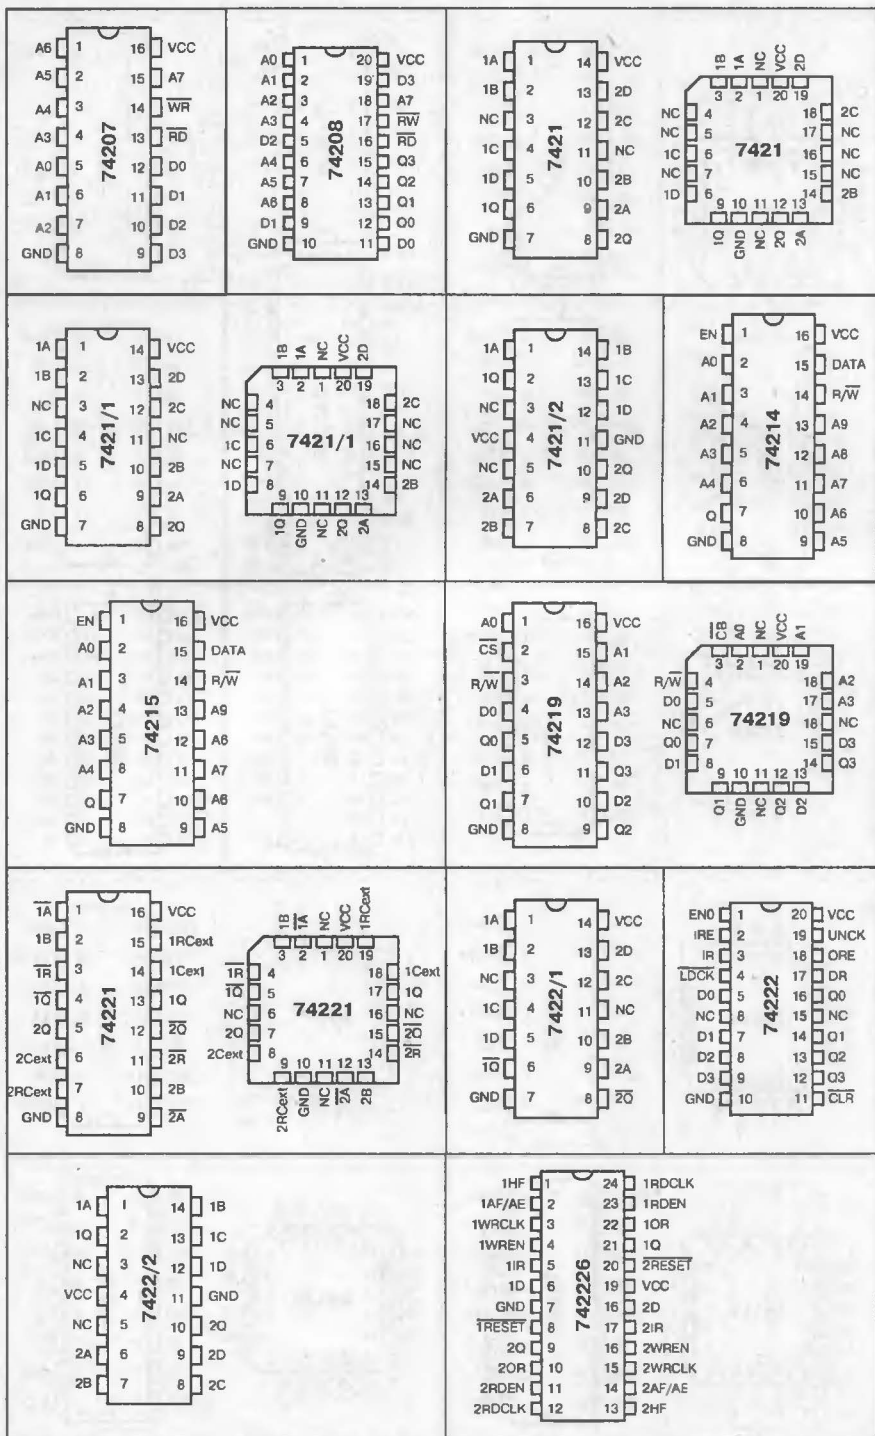 A6 1 16 VCC
A5 2 15 A7
A4 3 14 W̅R̅
A3 4 13 R̅D̅
A0 5 12 D0
A1 6 11 D1
A2 7 10 D2
GND 8 9 D3
74207
A0 1 20 VCC
A1 2 19 D3
A2 3 18 A7
A3 4 17 R̅W̅
D2 5 16 R̅D̅
A4 6 15 Q3
A5 7 14 Q2
A6 8 13 Q1
D1 9 12 Q0
GND 10 11 D0
74208
1A 1 14 VCC
1B 2 13 2D
NC 3 12 2C
1C 4 11 NC
1D 5 10 2B
1Q 6 9 2A
GND 7 8 2Q
7421
1B 1A NC VCC 2D
3 2 1 20 19
NC 4 18 2C
NC 5 17 NC
1C 6 7421 16 NC
NC 7 15 NC
1D 8 14 2B
9 10 11 12 13
1Q GND NC 2Q 2A
1A 1 14 VCC
1B 2 13 2D
NC 3 12 2C
1C 4 11 NC
1D 5 10 2B
1Q 6 9 2A
GND 7 8 2Q
7421/1
1B 1A NC VCC 2D
3 2 1 20 19
NC 4 18 2C
NC 5 17 NC
1C 6 7421/1 16 NC
NC 7 15 NC
1D 8 14 2B
9 10 11 12 13
1Q GND NC 2Q 2A
1A 1 14 1B
1Q 2 13 1C
NC 3 12 1D
VCC 4 11 GND
NC 5 10 2Q
2A 6 9 2D
2B 7 8 2C
7421/2
EN 1 16 VCC
A0 2 15 DATA
A1 3 14 R/W̅
A2 4 13 A9
A3 5 12 A8
A4 6 11 A7
Q 7 10 A6
GND 8 9 A5
74214
EN 1 16 VCC
A0 2 15 DATA
A1 3 14 R/W̅
A2 4 13 A9
A3 5 12 A6
A4 8 11 A7
Q 7 10 A6
GND 8 9 A5
74215
A0 1 16 VCC
C̅S̅ 2 15 A1
R/W̅ 3 14 A2
D0 4 13 A3
Q0 5 12 D3
D1 6 11 Q3
Q1 7 10 D2
GND 8 9 Q2
74219
C̅B̅ A0 NC VCC A1
3 2 1 20 19
R/W̅ 4 18 A2
D0 5 17 A3
NC 6 74219 18 NC
Q0 7 15 D3
D1 8 14 Q3
9 10 11 12 13
Q1 GND NC Q2 D2
1̅A̅ 1 16 VCC
1B 2 15 1RCext
1̅R̅ 3 14 1Cext
1̅Q̅ 4 13 1Q
2Q 5 12 2̅Q̅
2Cext 6 11 2̅R̅
2RCext 7 10 2B
GND 8 9 2̅A̅
74221
1B 1̅A̅ NC VCC 1RCext
3 2 1 20 19
1̅R̅ 4 18 1Cext
1̅Q̅ 5 17 1Q
NC 6 74221 16 NC
2Q 7 15 2̅Q̅
2Cext 8 14 2̅R̅
9 10 11 12 13
2RCext GND NC 2̅A̅ 2B
1A 1 14 VCC
1B 2 13 2D
NC 3 12 2C
1C 4 11 NC
1D 5 10 2B
1̅Q̅ 6 9 2A
GND 7 8 2̅Q̅
7422/1
EN0 1 20 VCC
IRE 2 19 UNCK
IR 3 18 ORE
L̅D̅C̅K̅ 4 17 DR
D0 5 16 Q0
NC 8 15 NC
D1 7 14 Q1
D2 8 13 Q2
D3 9 12 Q3
GND 10 11 C̅L̅R̅
74222
1A 1 14 1B
1Q 2 13 1C
NC 3 12 1D
VCC 4 11 GND
NC 5 10 2Q
2A 6 9 2D
2B 7 8 2C
7422/2
1HF 1 24 1RDCLK
1AF/AE 2 23 1RDEN
1WRCLK 3 22 1OR
1WREN 4 21 1Q
1IR 5 20 2̅R̅E̅S̅E̅T̅
1D 6 19 VCC
GND 7 16 2D
1̅R̅E̅S̅E̅T̅ 8 17 2IR
2Q 9 16 2WREN
2OR 10 15 2WRCLK
2RDEN 11 14 2AF/AE
2RDCLK 12 13 2HF
742226